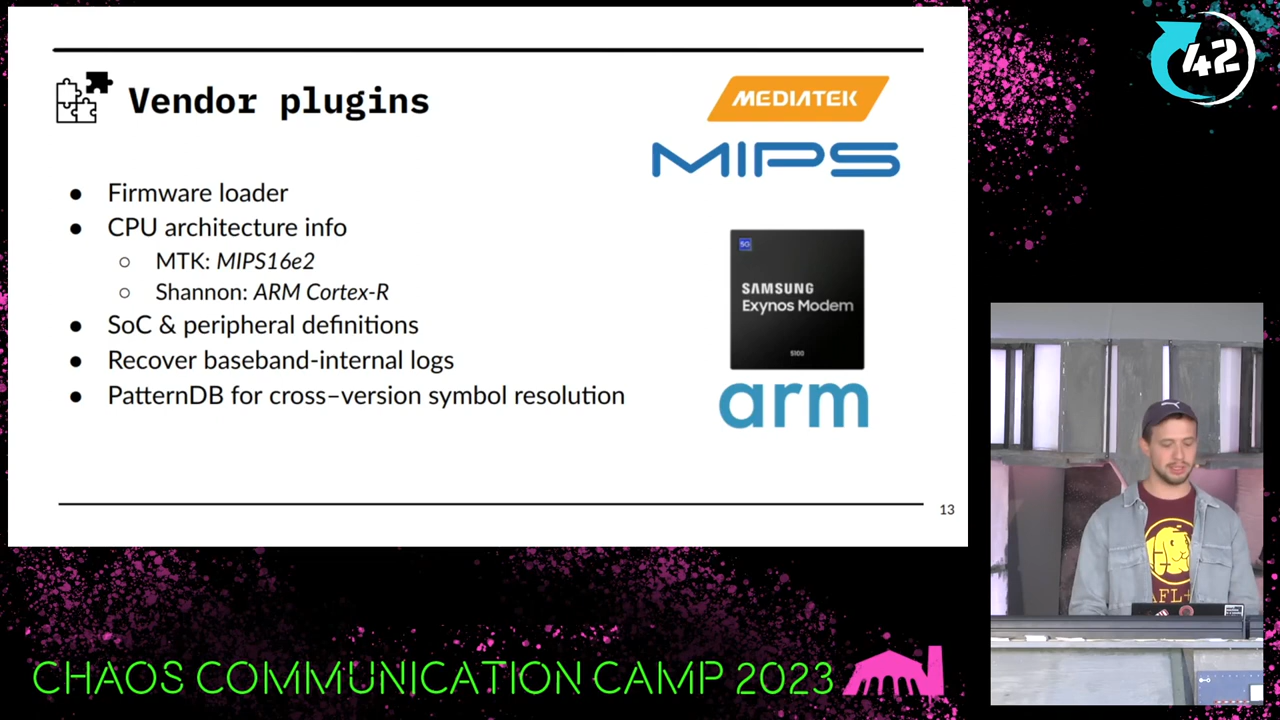 42
Vendor plugins
MEDIATEK
MIPS
● Firmware loader
● CPU architecture info
○ MTK: MIPS16e2
○ Shannon: ARM Cortex-R
● SoC & peripheral definitions
● Recover baseband-internal logs
● PatternDB for cross–version symbol resolution
5G
SAMSUNG
Exynos Modem
5100
arm
13
AFL+
CHAOS COMMUNICATION CAMP 2023